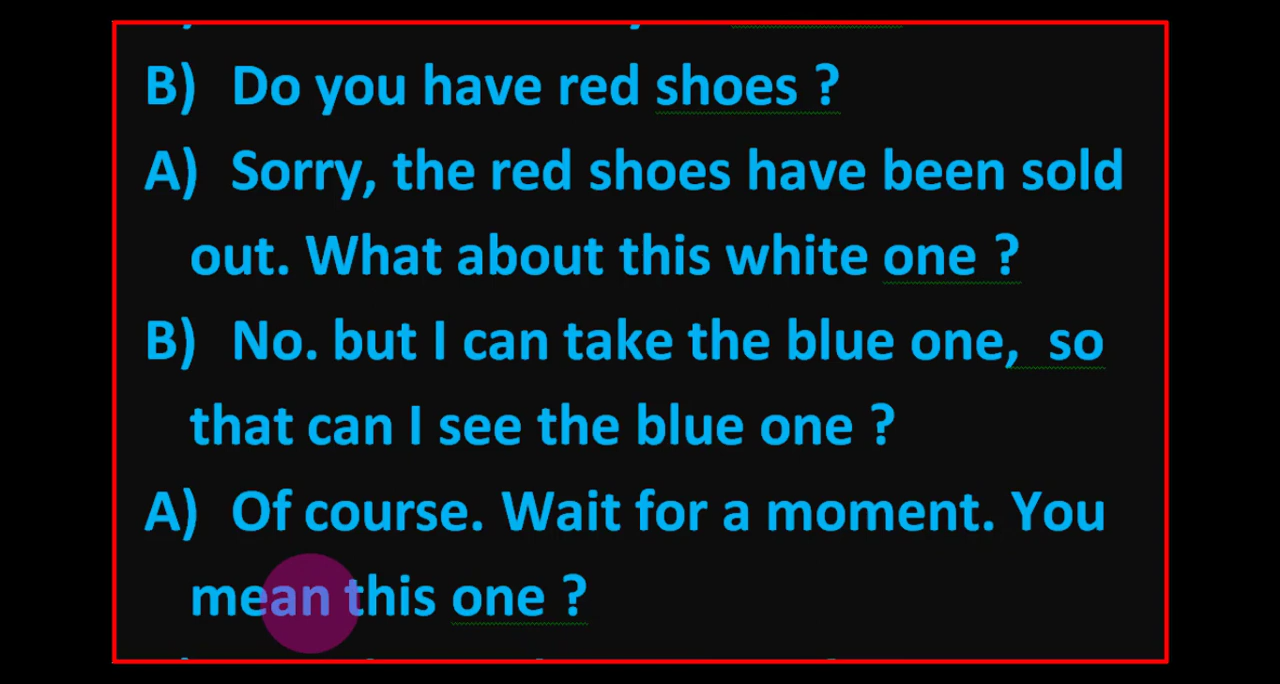 B) Do you have red shoes ?
A) Sorry, the red shoes have been sold
out. What about this white one ?
B) No. but I can take the blue one, so
that can I see the blue one ?
A) Of course. Wait for a moment. You
mean this one ?